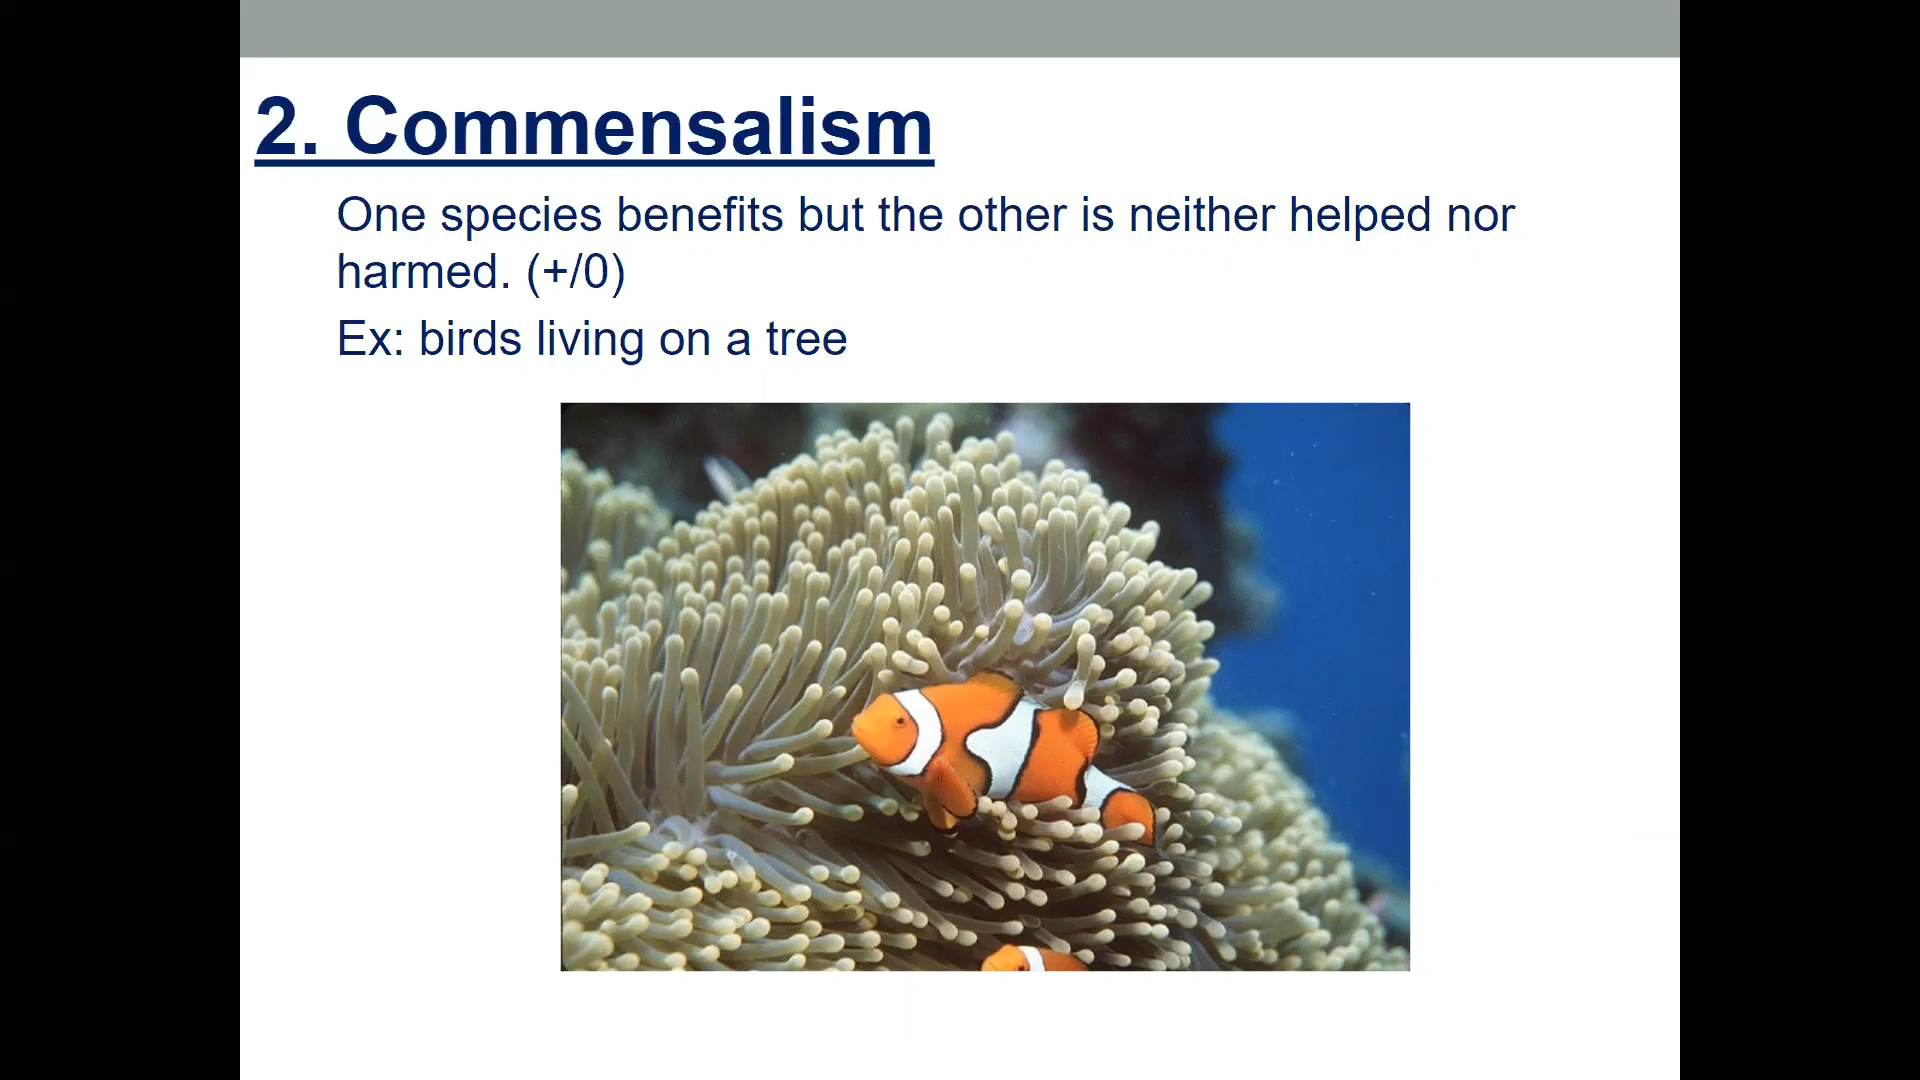 2. Commensalism
One species benefits but the other is neither helped nor
harmed. (+/0)
Ex: birds living on a tree